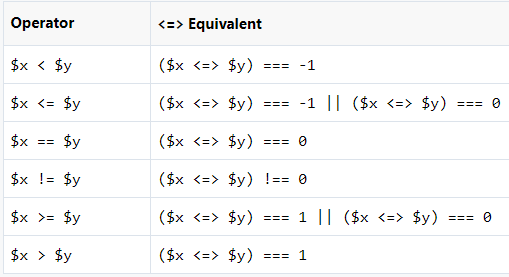 Operator <=> Equivalent
$x < $y ($x <=> $y) === -1
$x <= $y ($x <=> $y) === -1 || ($x <=> $y) === 0
$x == $y ($x <=> $y) === 0
$x != $y ($x <=> $y) !== 0
$x >= $y ($x <=> $y) === 1 || ($x <=> $y) === 0
$x > $y ($x <=> $y) === 1